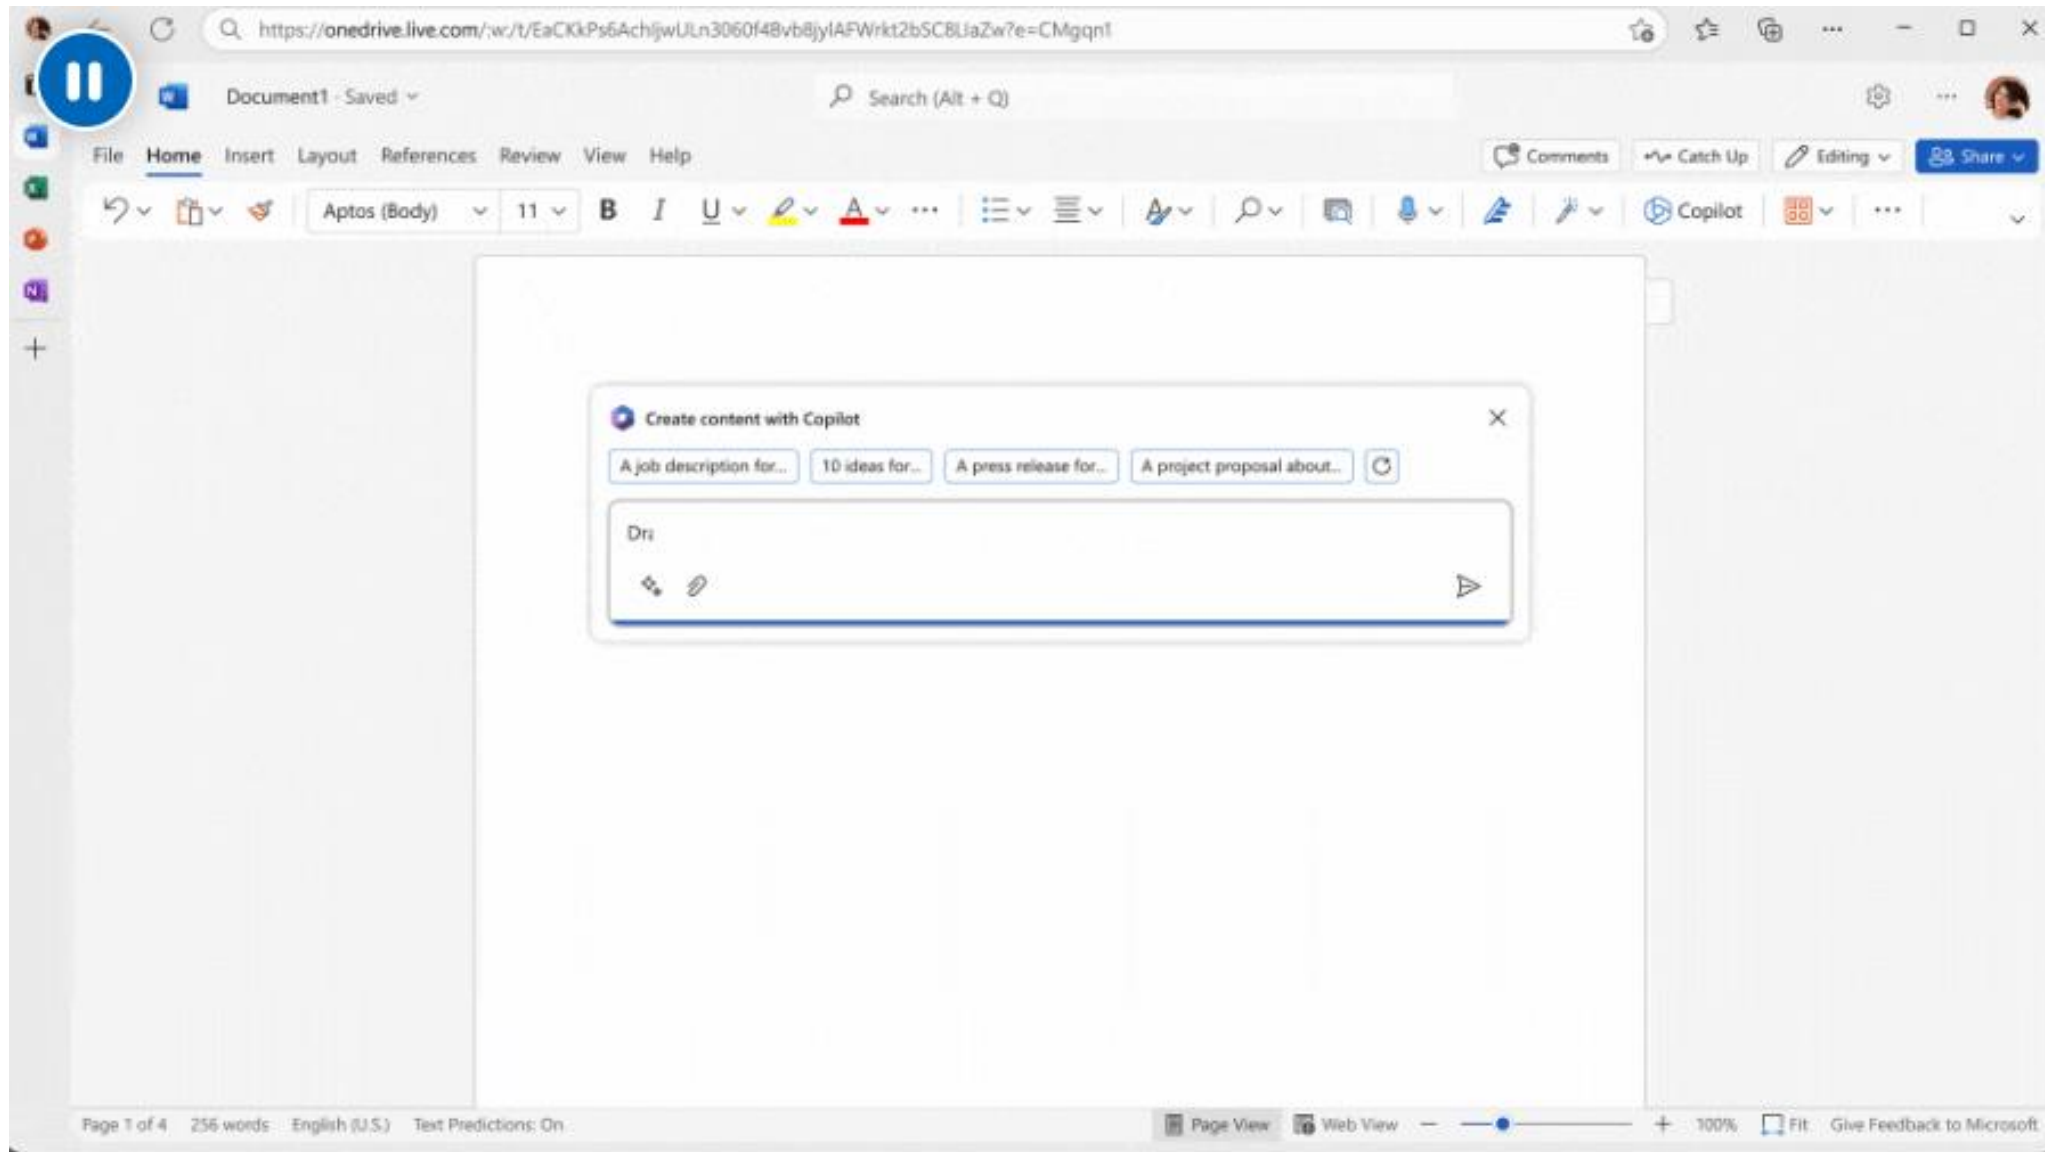 https://onedrive.live.com/:w:/t/EaCKkPs6AchIjwULn3060f4Bvb8jylAFWrkt2bSC8LlaZw?e=CMgqn1
Document1 · Saved
Search (Alt + Q)
File Home Insert Layout References Review View Help
Comments Catch Up Editing Share
Aptos (Body) 11 B I U A Copilot
Create content with Copilot
A job description for... 10 ideas for... A press release for... A project proposal about...
Dra
Page 1 of 4 256 words English (U.S.) Text Predictions: On Page View Web View 100% Fit Give Feedback to Microsoft